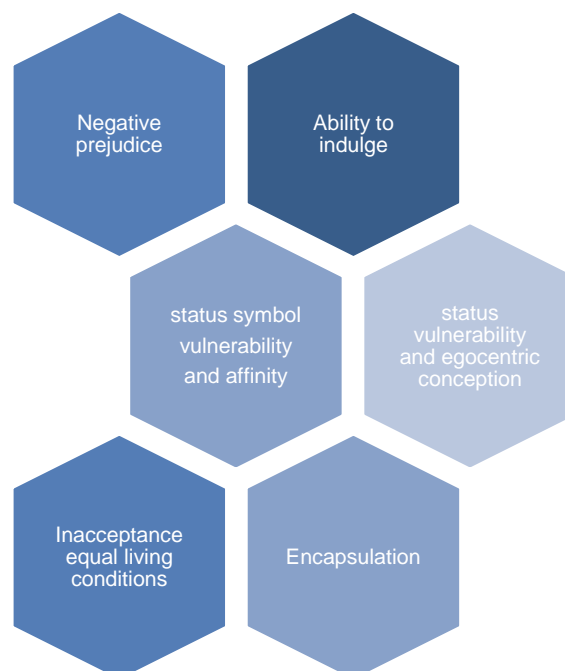 Negative
prejudice
Ability to
indulge
status symbol
vulnerability
and affinity
status
vulnerability
and egocentric
conception
Inacceptance
equal living
conditions
Encapsulation